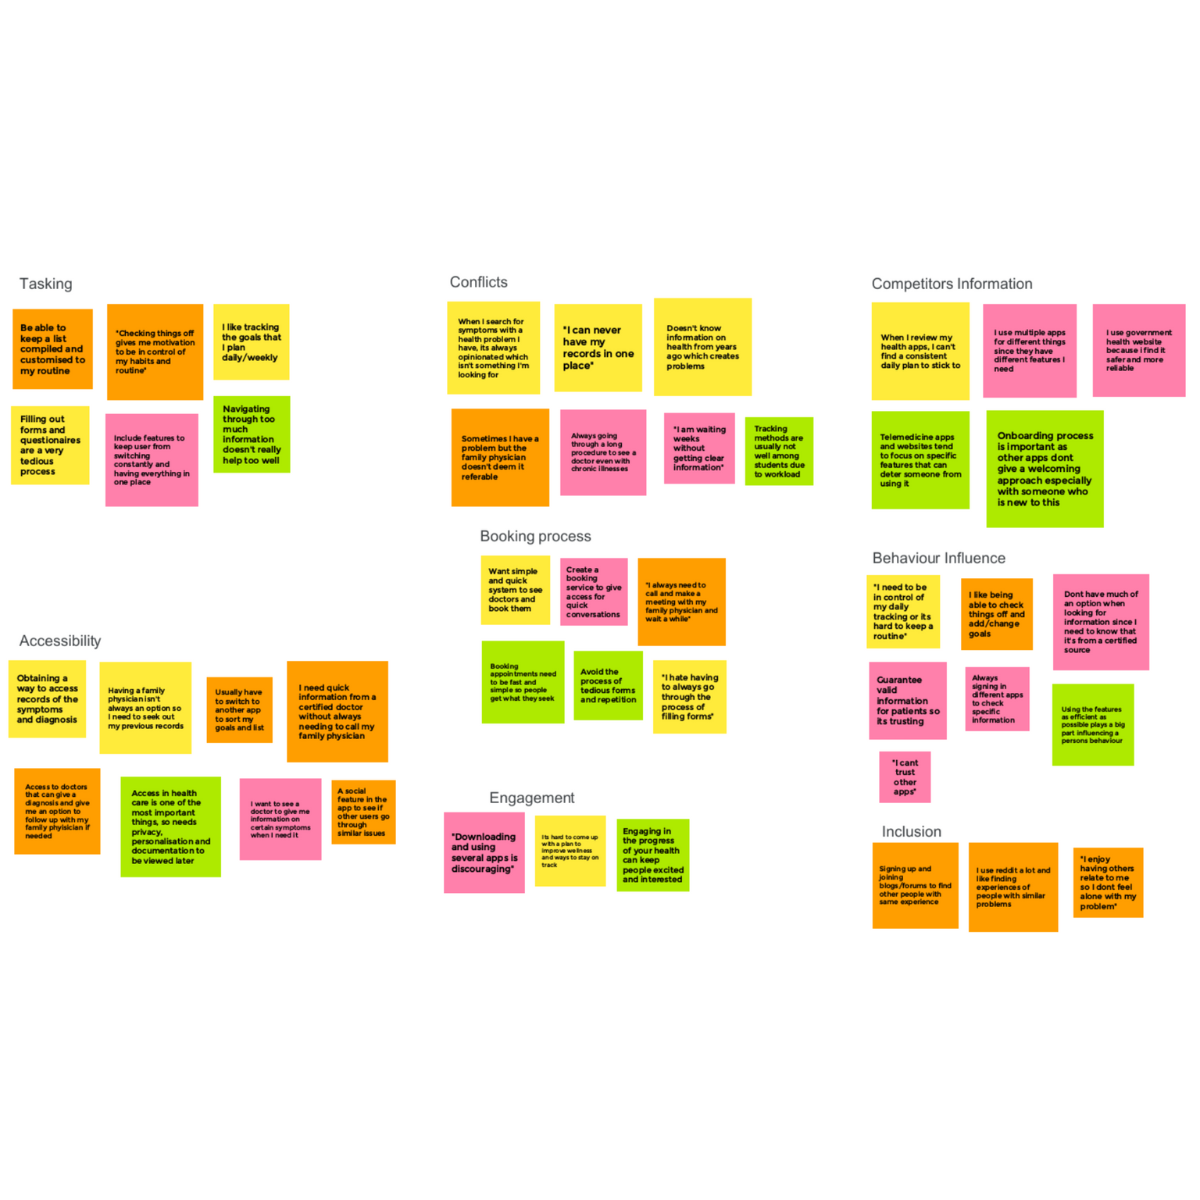 Tasking
Be able to
keep a list
compiled and
customised to
my routine
"Checking things off
gives me motivation
to be in control of
my habits and
routine"
I like tracking
the goals that
I plan
daily/weekly
Filling out
forms and
questionaires
are a very
tedious
process
Include features to
keep user from
switching
constantly and
having everything in
one place
Navigating
through too
much
information
doesn't really
help too well
Conflicts
When I search for
symptoms with a
health problem I
have, its always
opinionated which
isn't something I'm
looking for
"I can never
have my
records in one
place"
Doesn't know
information on
health from years
ago which creates
problems
Sometimes I have a
problem but the
family physician
doesn't deem it
referable
Always going
through a long
procedure to see a
doctor even with
chronic illnesses
"I am waiting
weeks
without
getting clear
information"
Tracking
methods are
usually not
well among
students due
to workload
Competitors Information
When I review my
health apps, I can't
find a consistent
daily plan to stick to
I use multiple apps
for different things
since they have
different features I
need
I use government
health website
because I find it
safer and more
reliable
Telemedicine apps
and websites tend
to focus on specific
features that can
deter someone from
using it
Onboarding process
is important as
other apps dont
give a welcoming
approach especially
with someone who
is new to this
Booking process
Want simple
and quick
system to see
doctors and
book them
Create a
booking
service to give
access for
quick
conversations
"I always need to
call and make a
meeting with my
family physician and
wait a while"
Booking
appointments need
to be fast and
simple so people
get what they seek
Avoid the
process of
tedious forms
and repetition
"I hate having
to always go
through the
process of
filling forms"
Behaviour Influence
"I need to be
in control of
my daily
tracking or its
hard to keep a
routine"
I like being
able to check
things off and
add/change
goals
Dont have much of
an option when
looking for
information since I
need to know that
it's from a certified
source
Guarantee
valid
information
for patients so
its trusting
Always
signing in
different apps
to check
specific
information
Using the features
as efficient as
possible plays a big
part influencing a
persons behaviour
"I cant
trust
other
apps"
Accessibility
Obtaining a
way to access
records of the
symptoms
and diagnosis
Having a family
physician isn't
always an option so
I need to seek out
my previous records
Usually have
to switch to
another app
to sort my
goals and list
I need quick
information from a
certified doctor
without always
needing to call my
family physician
Access to doctors
that can give a
diagnosis and give
me an option to
follow up with my
family phyisician if
needed
Access in health
care is one of the
most important
things, so needs
privacy,
personalisation and
documentation to
be viewed later
I want to see a
doctor to give me
information on
certain symptoms
when I need it
A social
feature in the
app to see if
other users go
through
similar issues
Engagement
"Downloading
and using
several apps is
discouraging"
Its hard to come up
with a plan to
improve wellness
and ways to stay on
track
Engaging in
the progress
of your health
can keep
people excited
and interested
Inclusion
Signing up and
joining
blogs/forums to find
other people with
same experience
I use reddit a lot and
like finding
experiences of
people with similar
problems
"I enjoy
having others
relate to me
so I dont feel
alone with my
problem"